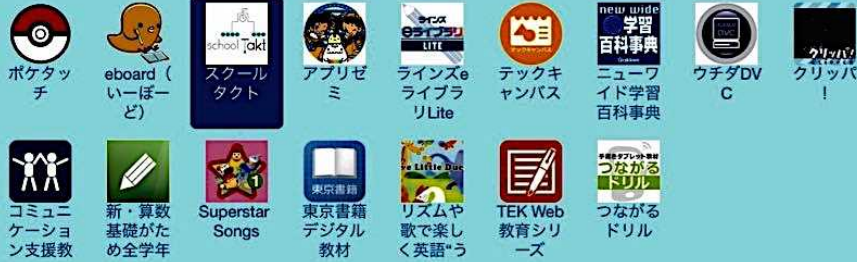 school Takt
ラインズ
eライブラリ
LITE
テックキャンパス
new wide
学習
百科事典
Gakken
DVC
クリッパ!
ポケタッ
チ
eboard(
いーぼー
ど)
スクール
タクト
アプリゼ
ミ
ラインズe
ライブラ
リLite
テックキ
ャンパス
ニューワ
イド学習
百科事典
ウチダDV
C
クリッパ
!
1
東京書籍
ve Little Duc
手書きタブレット教材
つながる
ドリル
コミュニ
ケーショ
ン支援教
新・算数
基礎がた
め全学年
Superstar
Songs
東京書籍
デジタル
教材
リズムや
歌で楽し
く英語"う
TEK Web
教育シリ
ーズ
つながる
ドリル